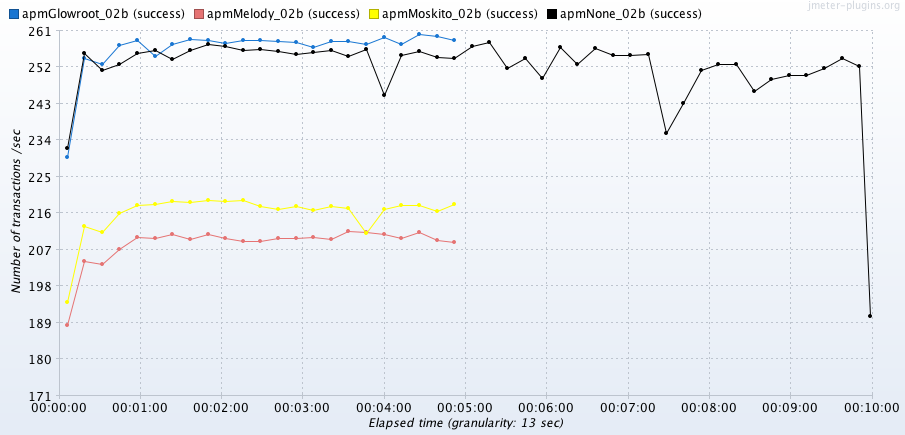 jmeter-plugins.org
apmGlowroot_02b (success) apmMelody_02b (success) apmMoskito_02b (success) apmNone_02b (success)
261
252
243
234
225
216
207
198
189
180
171
Number of transactions /sec
00:00:00 00:01:00 00:02:00 00:03:00 00:04:00 00:05:00 00:06:00 00:07:00 00:08:00 00:09:00 00:10:00
Elapsed time (granularity: 13 sec)